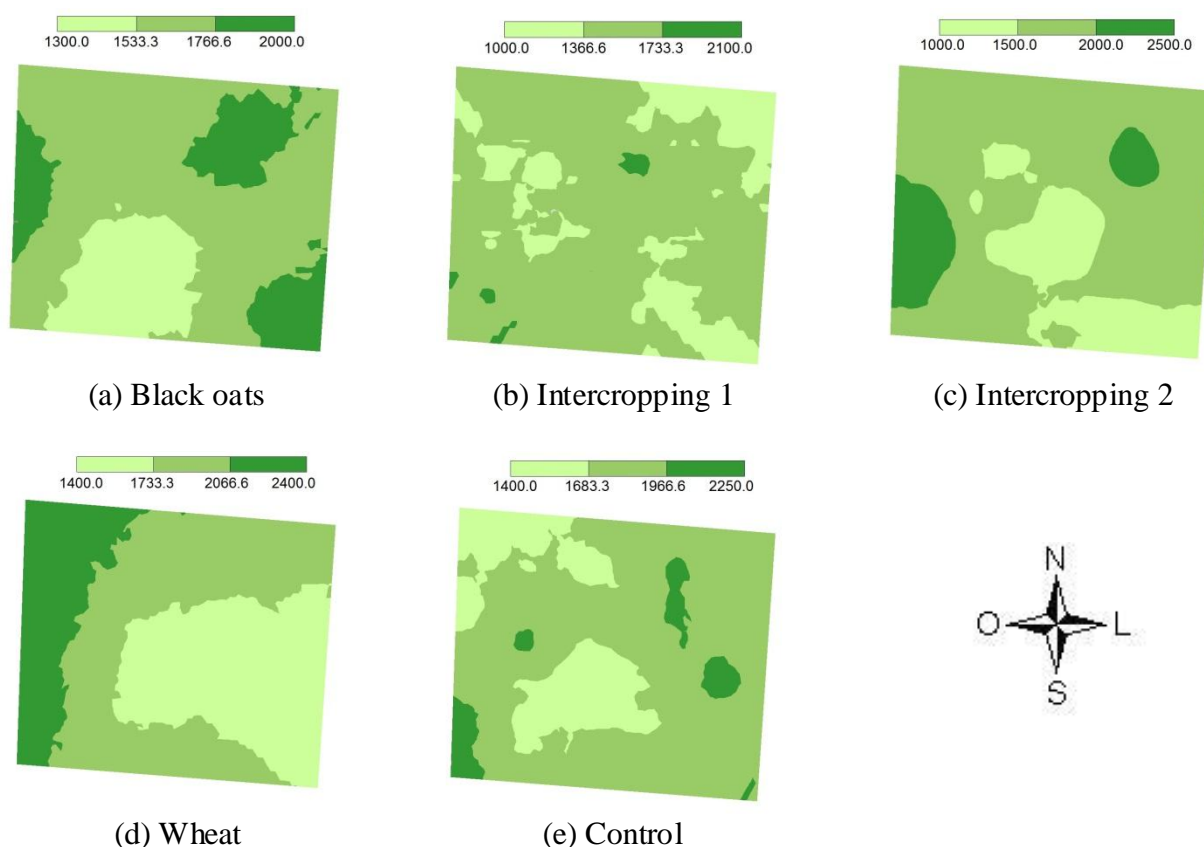 1300.0 1533.3 1766.6 2000.0
1000.0 1366.6 1733.3 2100.0
1000.0 1500.0 2000.0 2500.0
(a) Black oats
(b) Intercropping 1
(c) Intercropping 2
1400.0 1733.3 2066.6 2400.0
1400.0 1683.3 1966.6 2250.0
N
O L
S
(d) Wheat
(e) Control